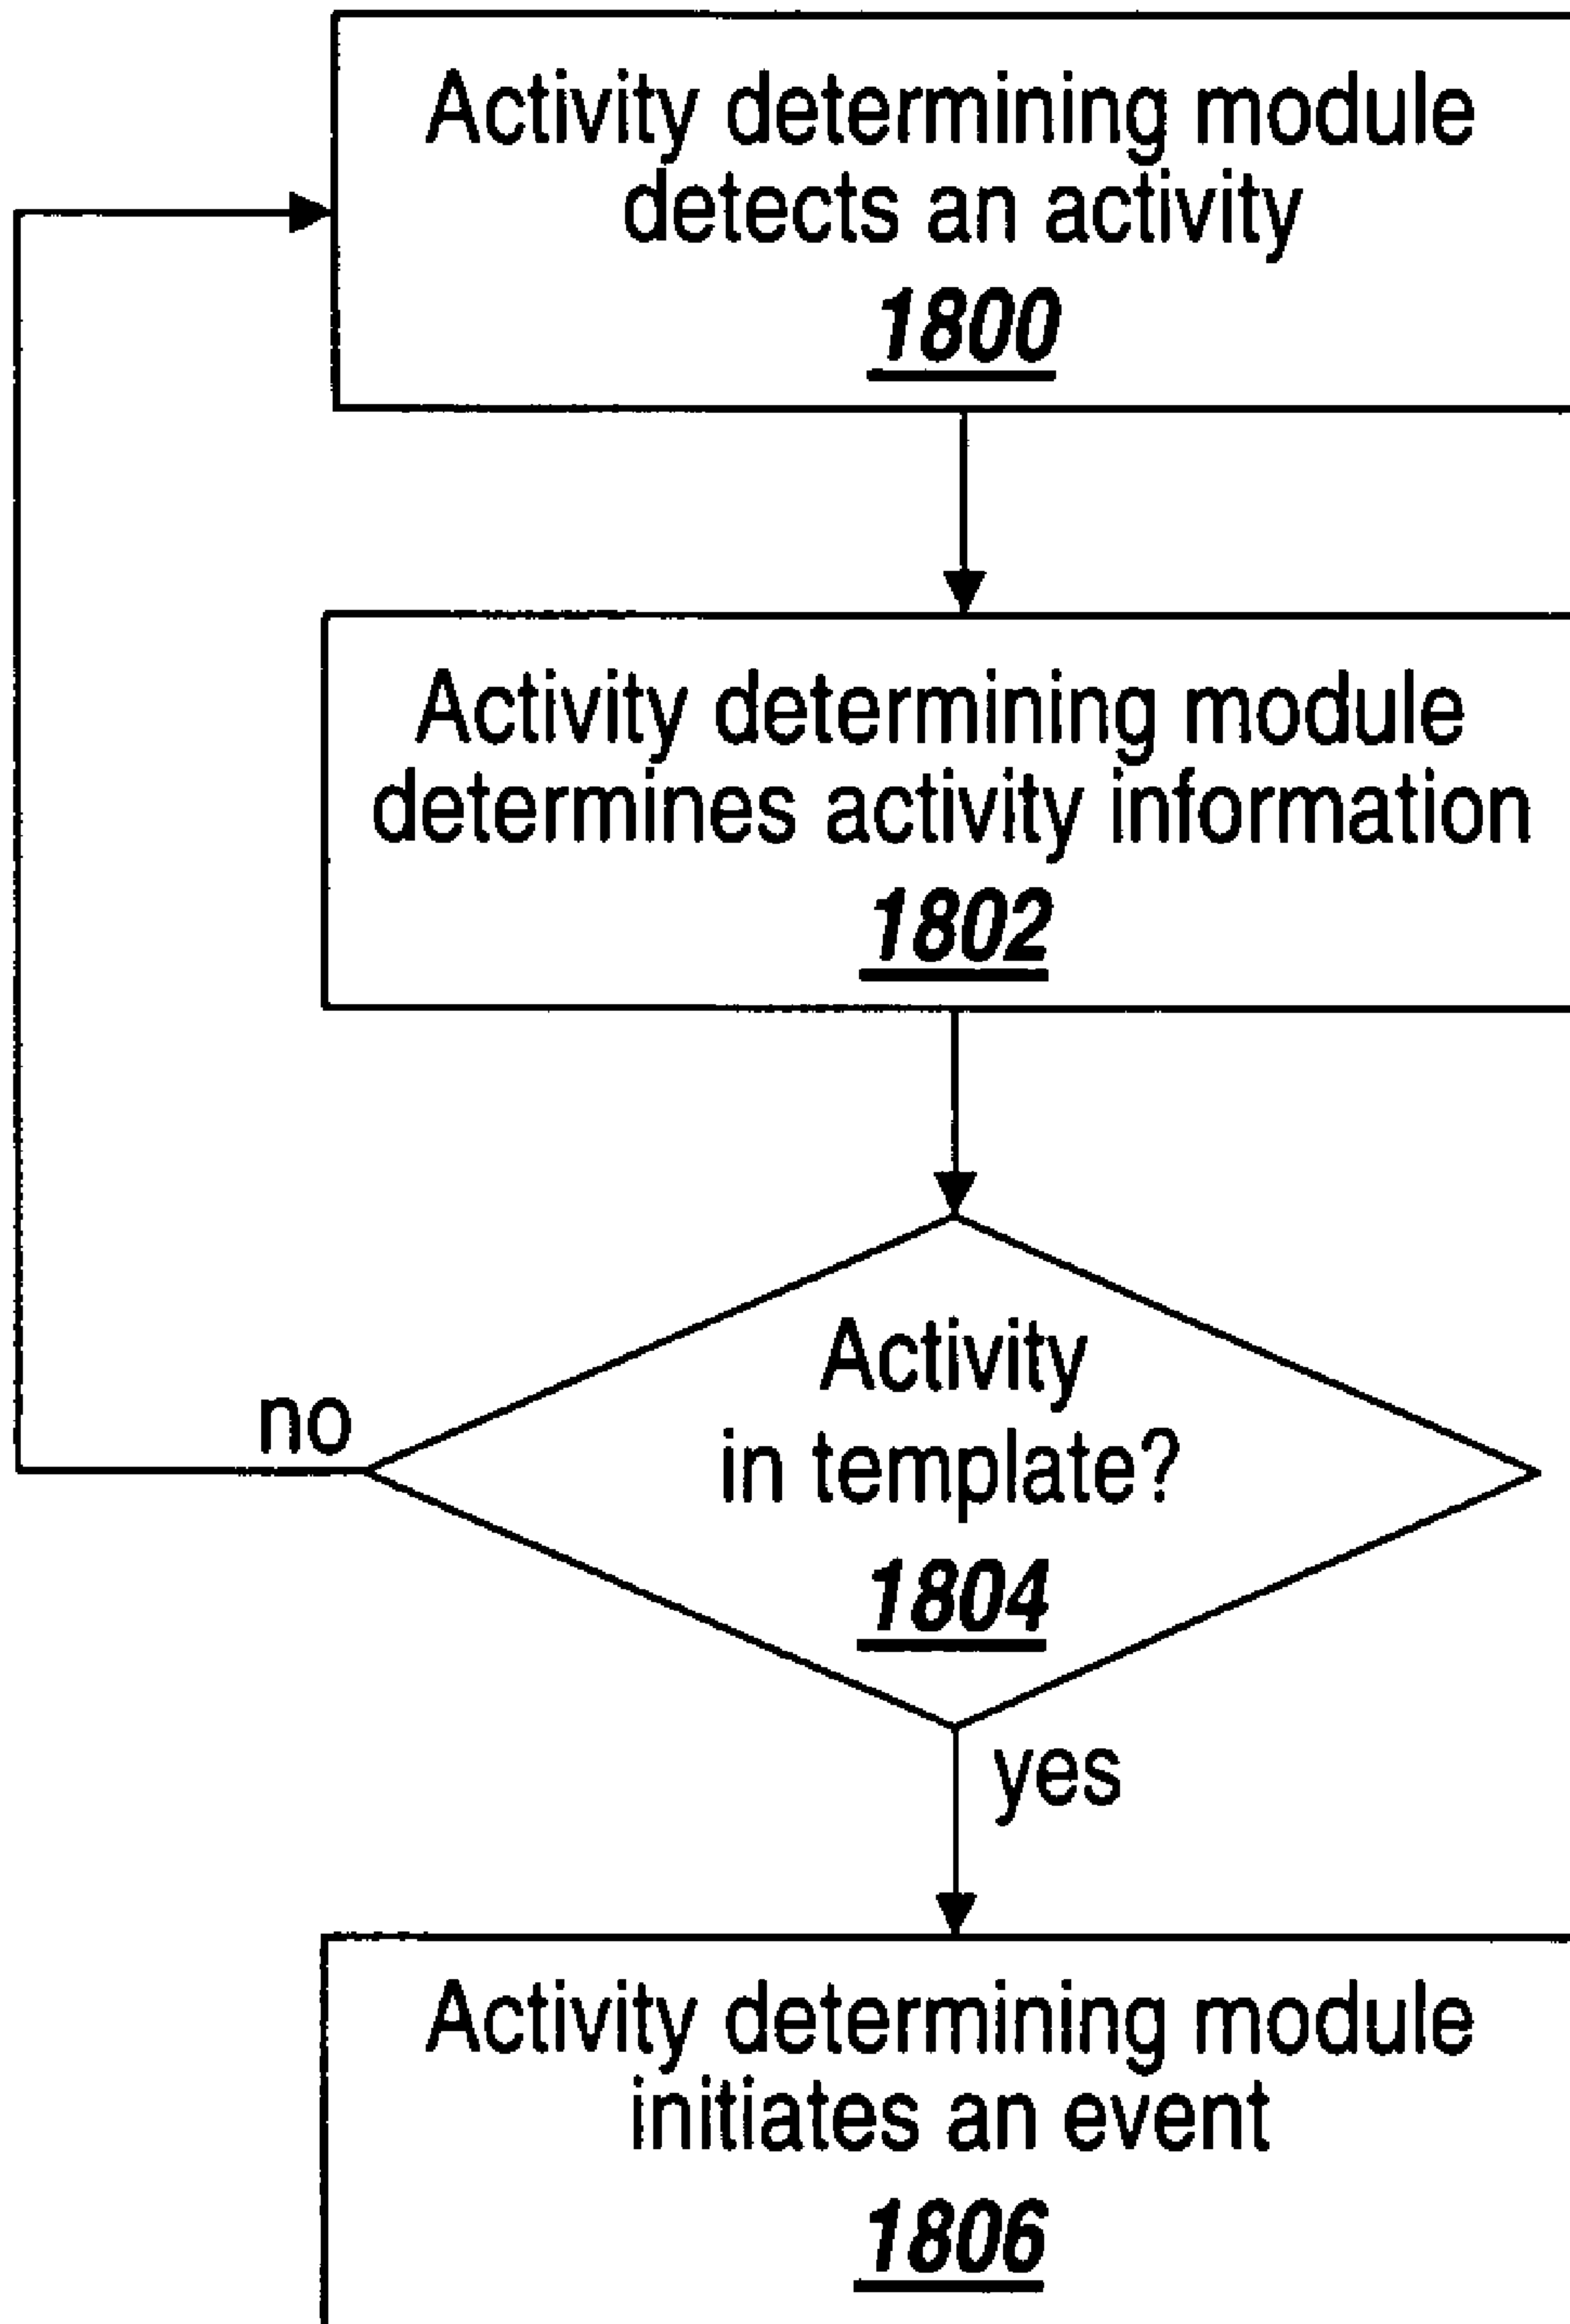 Activity determining module
detects an activity
1800
Activity determining module
determines activity information
1802
Activity
in template?
1804
no
yes
Activity determining module
initiates an event
1806